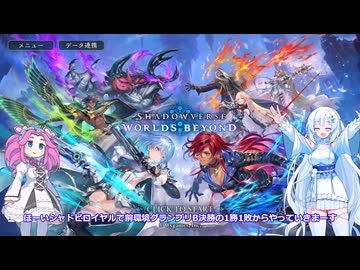 メニュー
データ連携
SHADOWVERSE
WORLDS BEYOND
CLICK TO START
ほーいシャドビロイヤルで前環境グランプリB決勝の1勝1敗からやっていきまーす